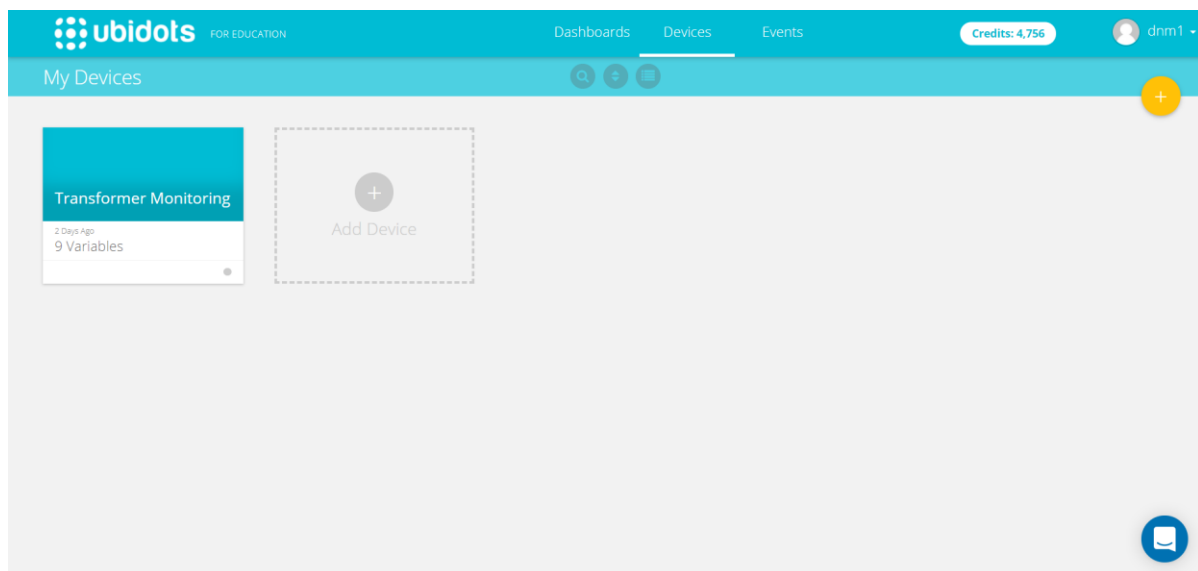 ubidots FOR EDUCATION Dashboards Devices Events Credits: 4,756 dnm1
My Devices
Transformer Monitoring
2 Days Ago
9 Variables
Add Device